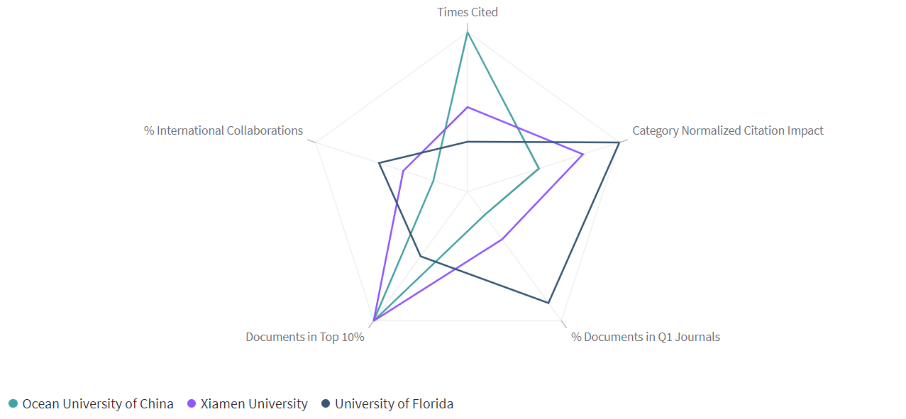 Times Cited
% International Collaborations
Category Normalized Citation Impact
Documents in Top 10%
% Documents in Q1 Journals
Ocean University of China Xiamen University University of Florida